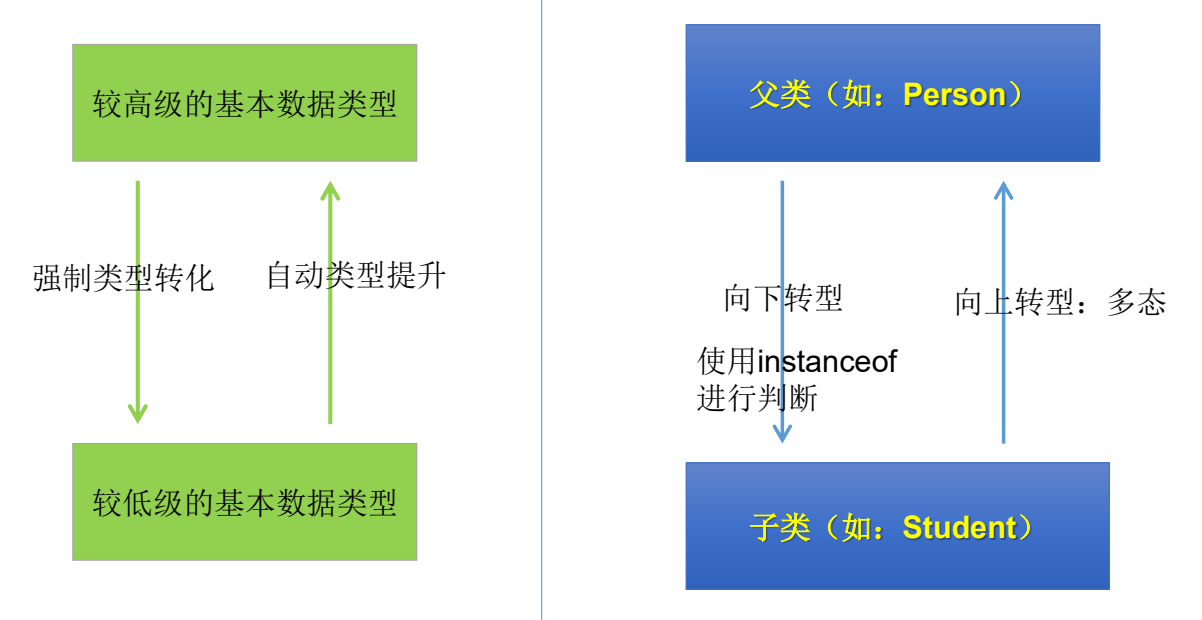 较高级的基本数据类型
强制类型转化
自动类型提升
较低级的基本数据类型
父类（如：Person）
向下转型
使用instanceof
进行判断
向上转型：多态
子类（如：Student）